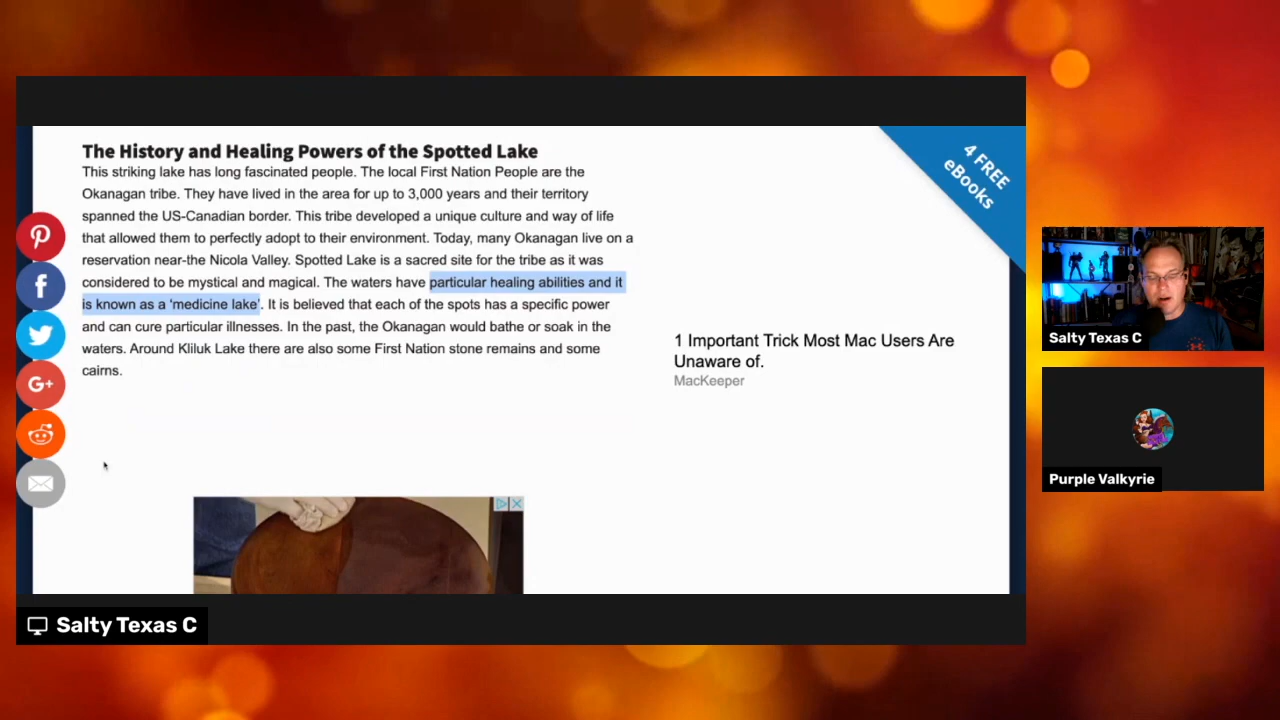 The History and Healing Powers of the Spotted Lake
This striking lake has long fascinated people. The local First Nation People are the
Okanagan tribe. They have lived in the area for up to 3,000 years and their territory
spanned the US-Canadian border. This tribe developed a unique culture and way of life
that allowed them to perfectly adopt to their environment. Today, many Okanagan live on a
reservation near-the Nicola Valley. Spotted Lake is a sacred site for the tribe as it was
considered to be mystical and magical. The waters have particular healing abilities and it
is known as a ‘medicine lake’. It is believed that each of the spots has a specific power
and can cure particular illnesses. In the past, the Okanagan would bathe or soak in the
waters. Around Kliluk Lake there are also some First Nation stone remains and some
cairns.
4 FREE
eBooks
1 Important Trick Most Mac Users Are
Unaware of.
MacKeeper
G+
Salty Texas C
Purple Valkyrie
Salty Texas C